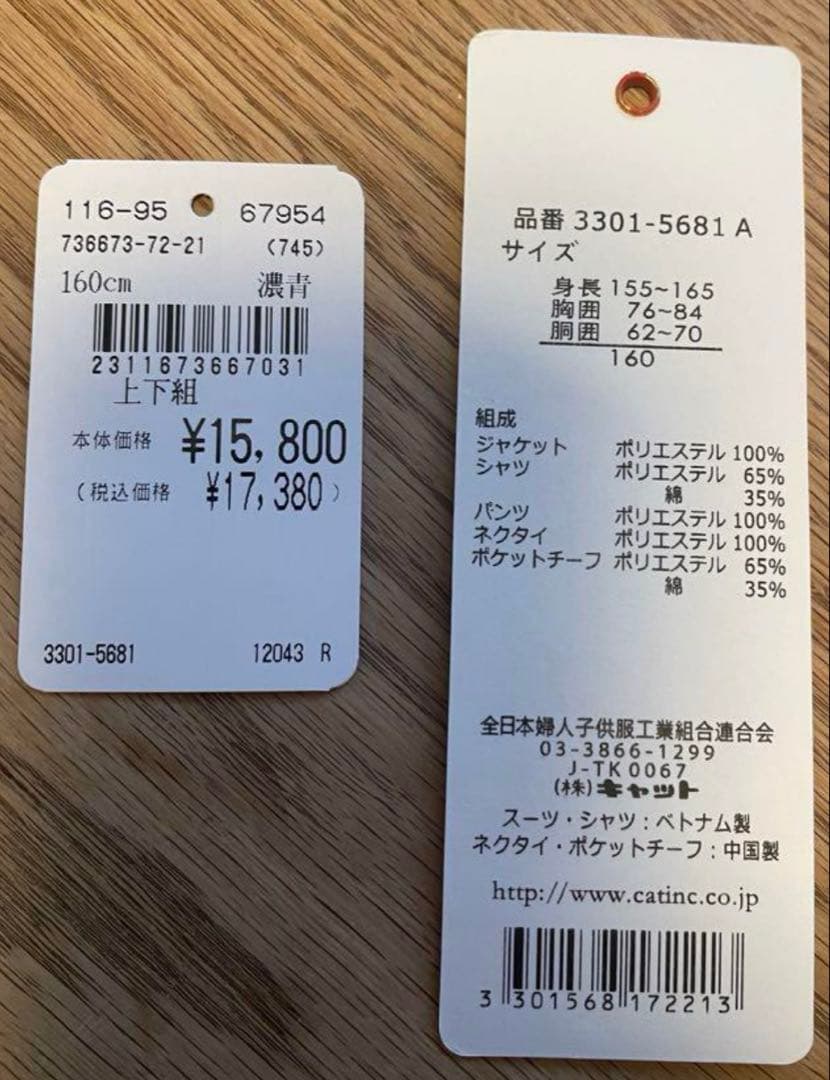 116-95 67954
736673-72-21 (745)
160cm 濃青
2311673667031
上下組
本体価格 ¥15,800
(税込価格 ¥17,380)
3301-5681 12043 R
品番 3301-5681 A
サイズ
身長 155~165
胸囲 76~84
胴囲 62~70
160
組成
ジャケット ポリエステル 100%
シャツ ポリエステル 65%
綿 35%
パンツ ポリエステル 100%
ネクタイ ポリエステル 100%
ポケットチーフ ポリエステル 65%
綿 35%
全日本婦人子供服工業組合連合会
03-3866-1299
J-TK 0067
(株)キャット
スーツ・シャツ:ベトナム製
ネクタイ・ポケットチーフ:中国製
http://www.catinc.co.jp
3 301568 172213